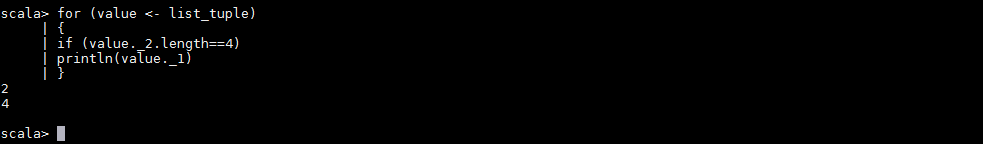 scala> for (value <- list_tuple)
     | {
     | if (value._2.length==4)
     | println(value._1)
     | }
2
4
scala>